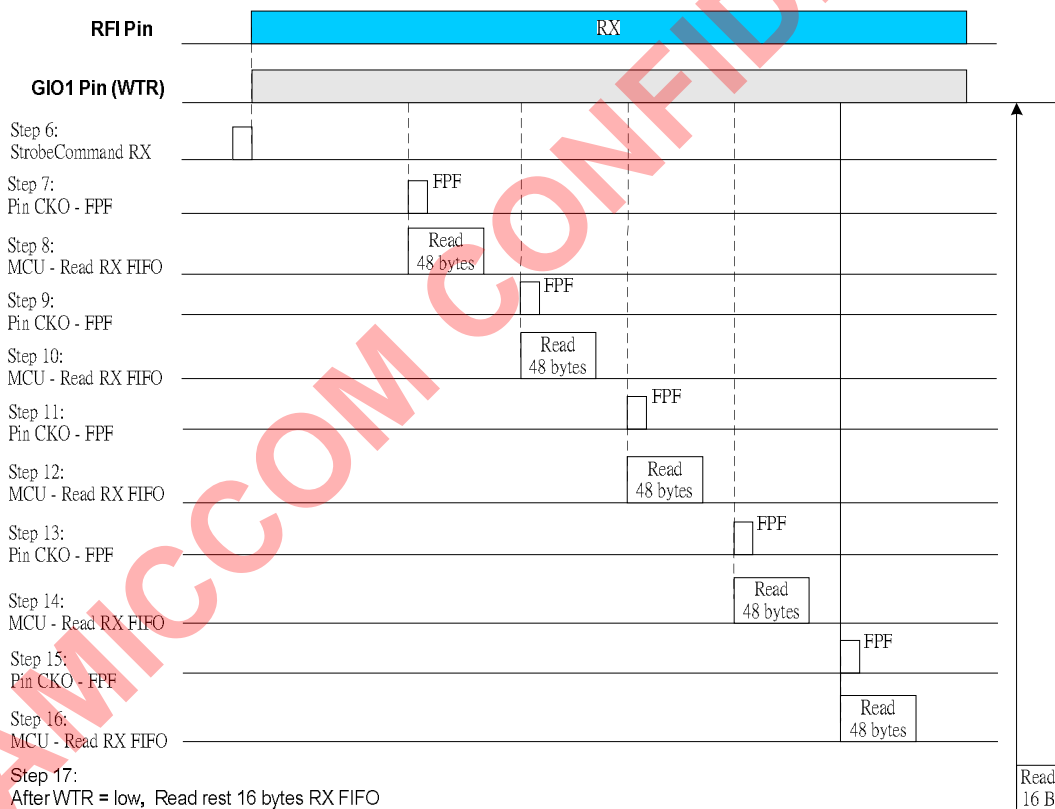 RFI Pin
RX
GIO1 Pin (WTR)
Step 6:
StrobeCommand RX
Step 7:
Pin CKO - FPF
FPF
Step 8:
MCU - Read RX FIFO
Read
48 bytes
Step 9:
Pin CKO - FPF
FPF
Step 10:
MCU - Read RX FIFO
Read
48 bytes
Step 11:
Pin CKO - FPF
FPF
Step 12:
MCU - Read RX FIFO
Read
48 bytes
Step 13:
Pin CKO - FPF
FPF
Step 14:
MCU - Read RX FIFO
Read
48 bytes
Step 15:
Pin CKO - FPF
FPF
Step 16:
MCU - Read RX FIFO
Read
48 bytes
Step 17:
After WTR = low, Read rest 16 bytes RX FIFO
Read
16 B
AMICCOM CONFID